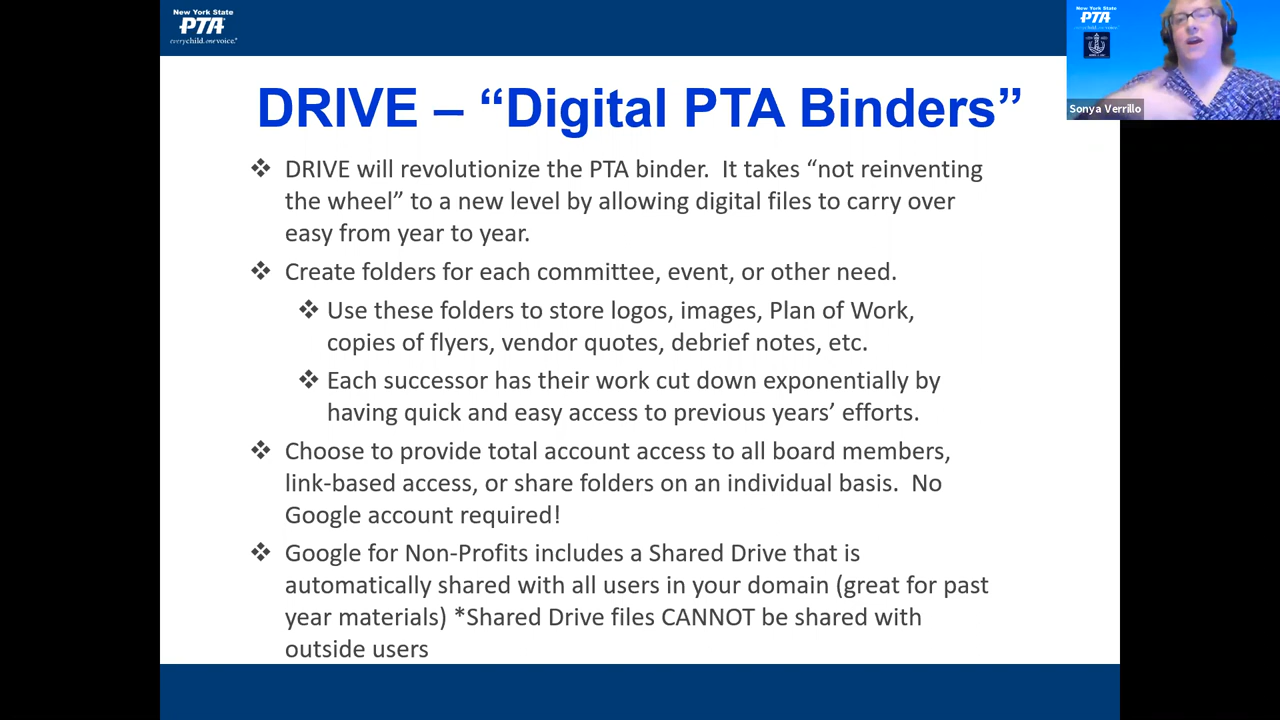 New York State
PTA
everychild.onevoice.®
New York State
PTA
Sonya Verrillo
DRIVE – “Digital PTA Binders”
❖ DRIVE will revolutionize the PTA binder.  It takes “not reinventing
the wheel” to a new level by allowing digital files to carry over
easy from year to year.
❖ Create folders for each committee, event, or other need.
❖ Use these folders to store logos, images, Plan of Work,
copies of flyers, vendor quotes, debrief notes, etc.
❖ Each successor has their work cut down exponentially by
having quick and easy access to previous years’ efforts.
❖ Choose to provide total account access to all board members,
link-based access, or share folders on an individual basis.  No
Google account required!
❖ Google for Non-Profits includes a Shared Drive that is
automatically shared with all users in your domain (great for past
year materials) *Shared Drive files CANNOT be shared with
outside users